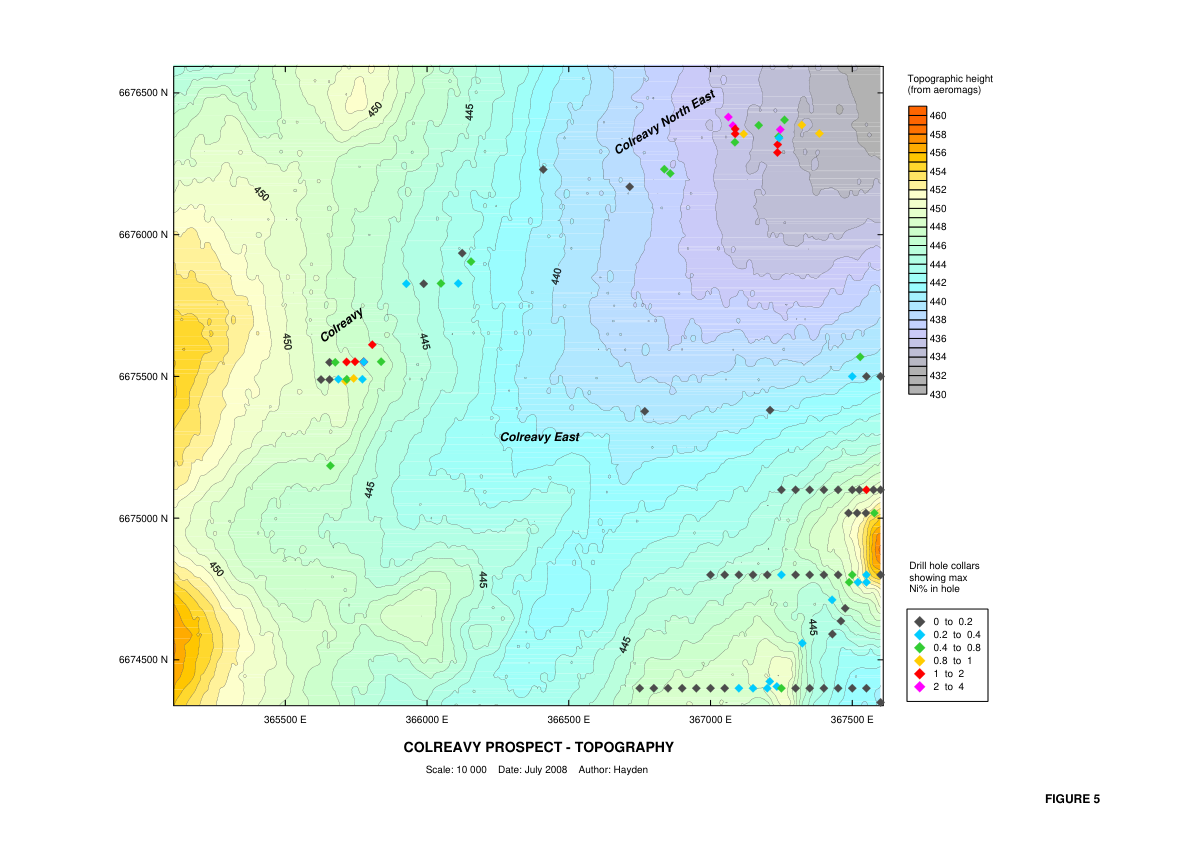 6676500 N
6676000 N
6675500 N
6675000 N
6674500 N
365500 E
366000 E
366500 E
367000 E
367500 E
450
445
Colreavy North East
450
440
Colreavy
450
445
Colreavy East
445
450
445
445
445
Topographic height
(from aeromags)
460
458
456
454
452
450
448
446
444
442
440
438
436
434
432
430
Drill hole collars
showing max
Ni% in hole
0 to 0.2
0.2 to 0.4
0.4 to 0.8
0.8 to 1
1 to 2
2 to 4
COLREAVY PROSPECT - TOPOGRAPHY
Scale: 10 000 Date: July 2008 Author: Hayden
FIGURE 5